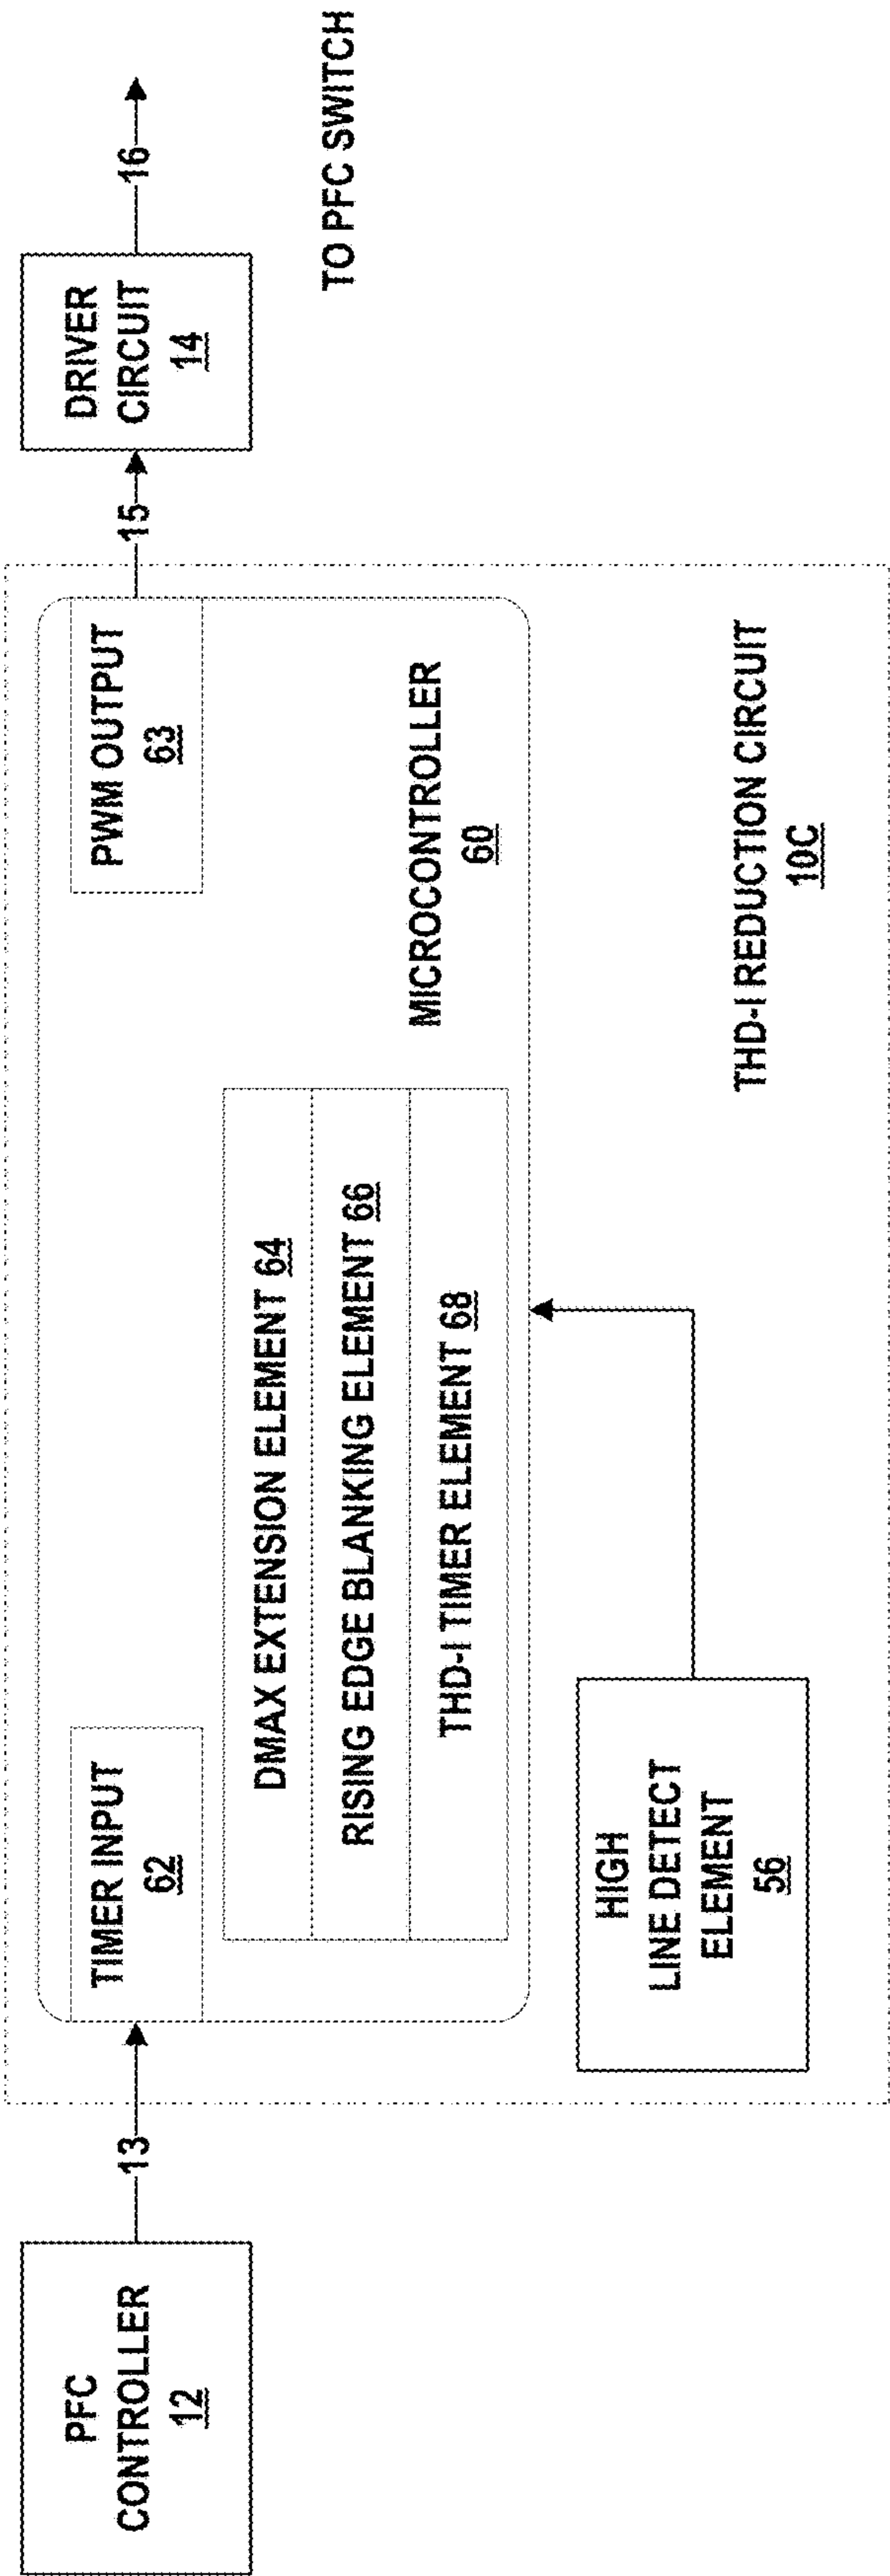 PFC
CONTROLLER
12
13
TIMER INPUT
62
DMAX EXTENSION ELEMENT 64
RISING EDGE BLANKING ELEMENT 66
THD-I TIMER ELEMENT 68
PWM OUTPUT
63
MICROCONTROLLER
60
HIGH
LINE DETECT
ELEMENT
56
THD-I REDUCTION CIRCUIT
10C
15
DRIVER
CIRCUIT
14
16
TO PFC SWITCH